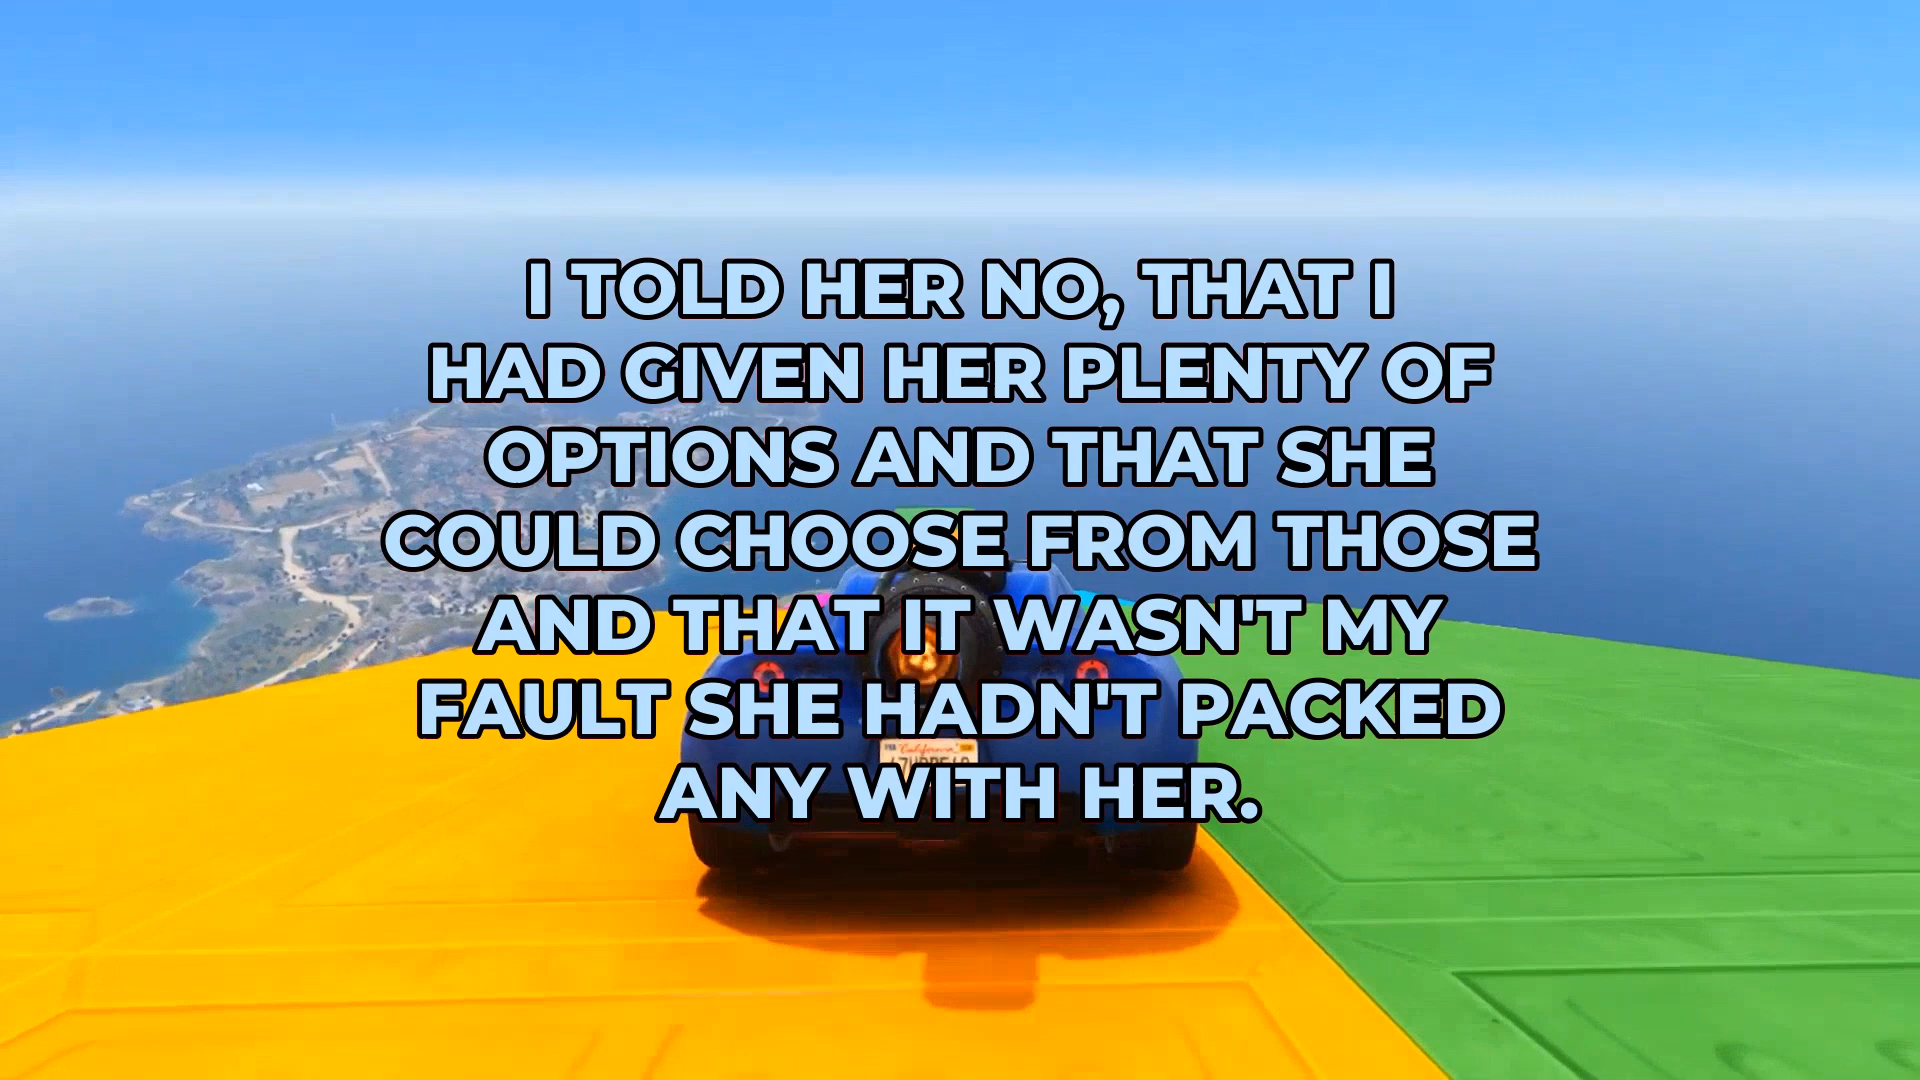 I TOLD HER NO, THAT I
HAD GIVEN HER PLENTY OF
OPTIONS AND THAT SHE
COULD CHOOSE FROM THOSE
AND THAT IT WASN'T MY
FAULT SHE HADN'T PACKED
ANY WITH HER.
California